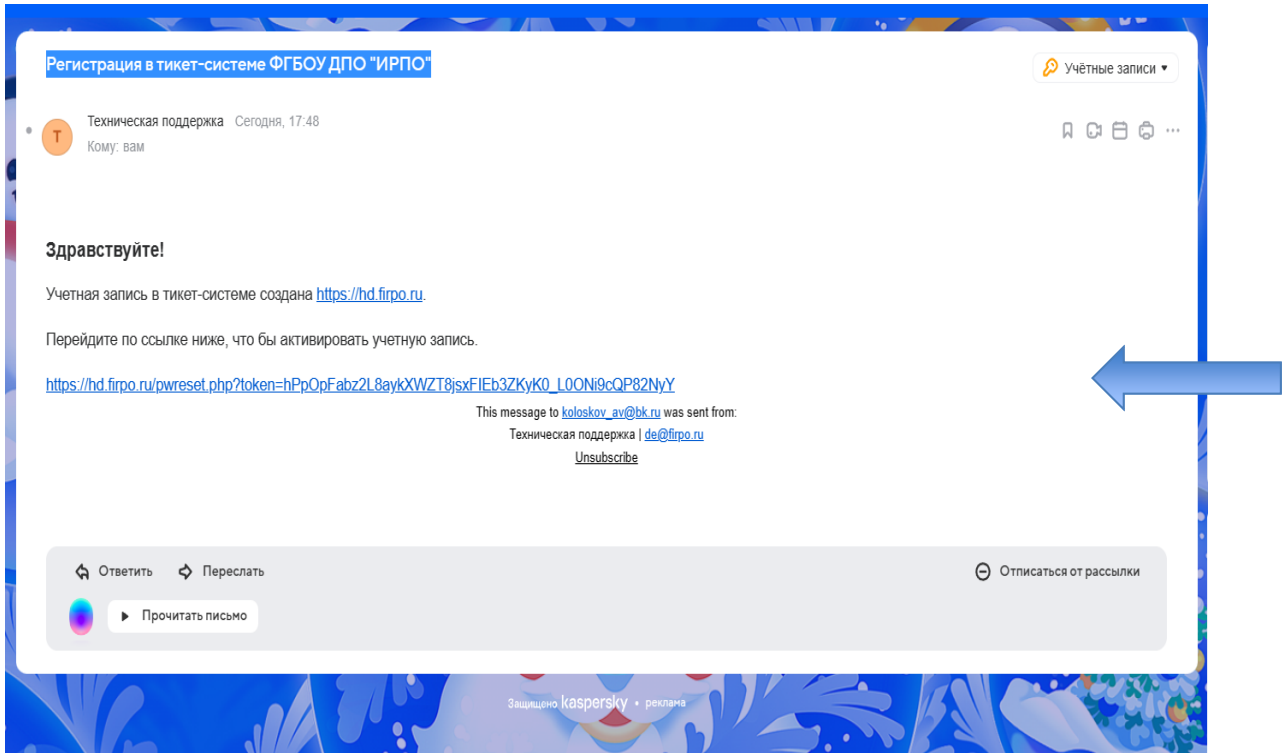 Регистрация в тикет-системе ФГБОУ ДПО "ИРПО"
Учётные записи
Техническая поддержка Сегодня, 17:48
Т
Кому: вам
Здравствуйте!
Учетная запись в тикет-системе создана https://hd.firpo.ru.
Перейдите по ссылке ниже, что бы активировать учетную запись.
https://hd.firpo.ru/pwreset.php?token=hPpOpFabz2L8aykXWZT8jsxFIEb3ZKyK0_L0ONi9cQP82NyY
This message to koloskov_av@bk.ru was sent from:
Техническая поддержка | de@firpo.ru
Unsubscribe
Ответить Переслать Отписаться от рассылки
Прочитать письмо
Защищено kaspersky • реклама